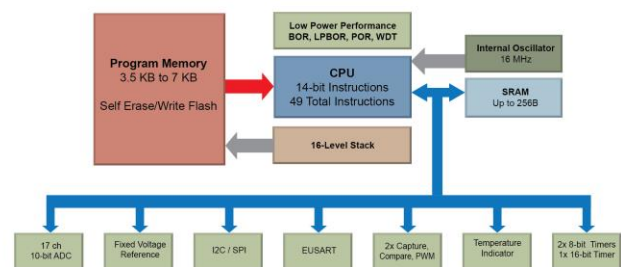 Low Power Performance
BOR, LPBOR, POR, WDT
Program Memory
3.5 KB to 7 KB
Self Erase/Write Flash
CPU
14-bit Instructions
49 Total Instructions
Internal Oscillator
16 MHz
SRAM
Up to 256B
16-Level Stack
17 ch
10-bit ADC
Fixed Voltage
Reference
I2C / SPI
EUSART
2x Capture,
Compare, PWM
Temperature
Indicator
2x 8-bit Timers
1x 16-bit Timer